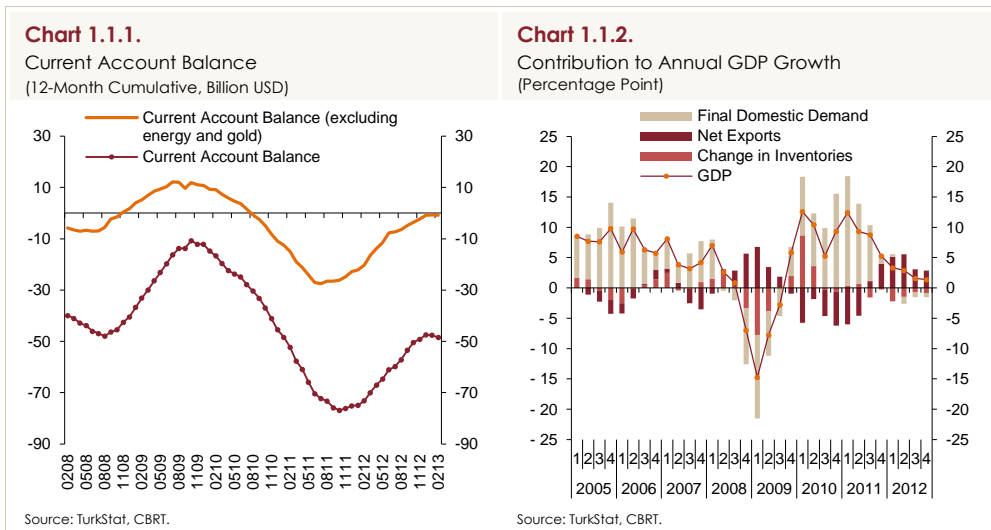 Chart 1.1.1.
Current Account Balance
(12-Month Cumulative, Billion USD)
Current Account Balance (excluding
energy and gold)
Current Account Balance
30 30
10 10
-10 -10
-30 -30
-50 -50
-70 -70
-90 -90
0208 0508 0808 1108 0209 0509 0809 1109 0210 0510 0810 1110 0211 0511 0811 1111 0212 0512 0812 1112 0213
Source: TurkStat, CBRT.
Chart 1.1.2.
Contribution to Annual GDP Growth
(Percentage Point)
Final Domestic Demand
Net Exports
Change in Inventories
GDP
25 25
20 20
15 15
10 10
5 5
0 0
- 5 -5
- 10 -10
- 15 -15
- 20 -20
- 25 -25
1 2 3 4 1 2 3 4 1 2 3 4 1 2 3 4 1 2 3 4 1 2 3 4 1 2 3 4 1 2 3 4
2005 2006 2007 2008 2009 2010 2011 2012
Source: TurkStat, CBRT.